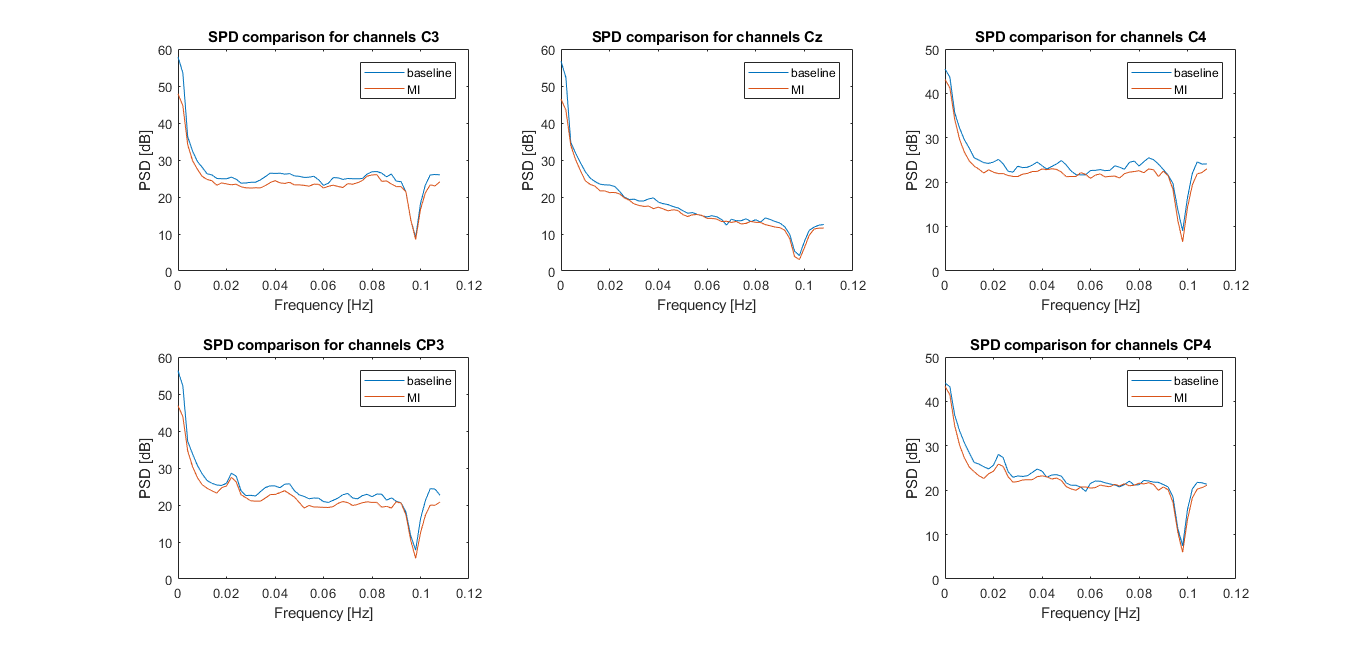 SPD comparison for channels C3
60
50
40
30
20
10
0
PSD [dB]
baseline
MI
0 0.02 0.04 0.06 0.08 0.1 0.12
Frequency [Hz]
SPD comparison for channels Cz
60
50
40
30
20
10
0
PSD [dB]
baseline
MI
0 0.02 0.04 0.06 0.08 0.1 0.12
Frequency [Hz]
SPD comparison for channels C4
50
40
30
20
10
0
PSD [dB]
baseline
MI
0 0.02 0.04 0.06 0.08 0.1 0.12
Frequency [Hz]
SPD comparison for channels CP3
60
50
40
30
20
10
0
PSD [dB]
baseline
MI
0 0.02 0.04 0.06 0.08 0.1 0.12
Frequency [Hz]
SPD comparison for channels CP4
50
40
30
20
10
0
PSD [dB]
baseline
MI
0 0.02 0.04 0.06 0.08 0.1 0.12
Frequency [Hz]